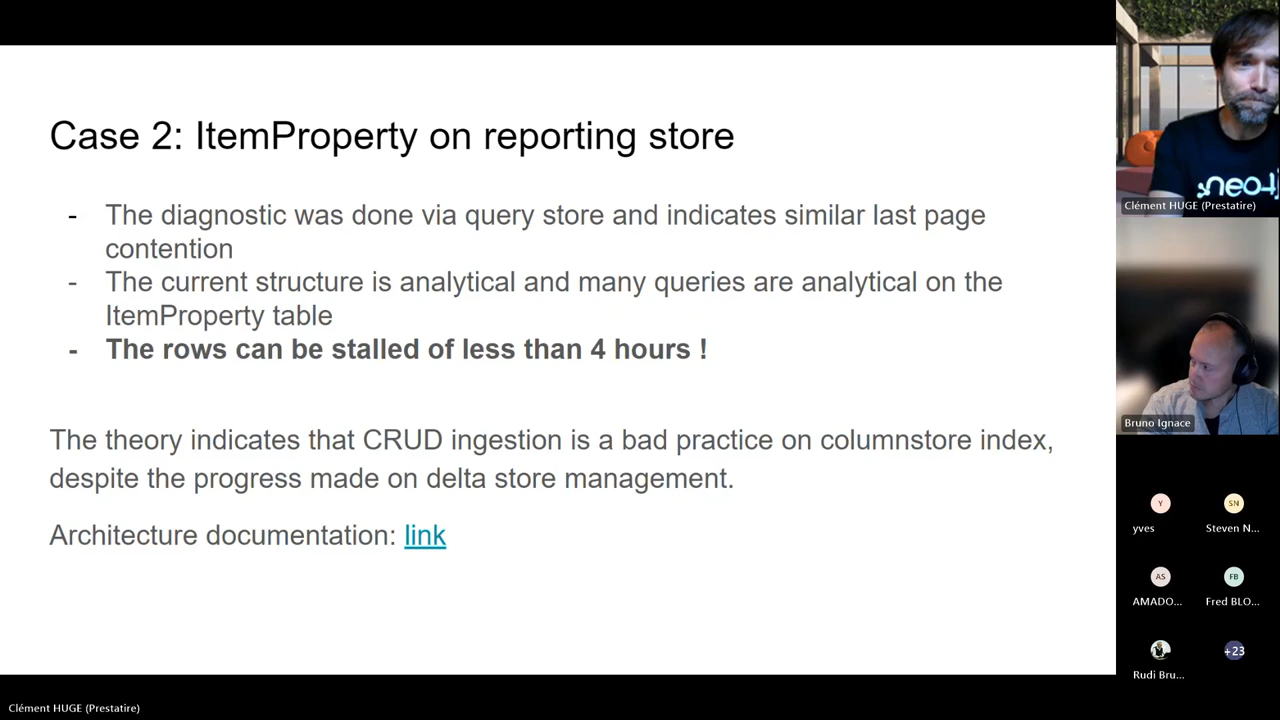 Case 2: ItemProperty on reporting store
- The diagnostic was done via query store and indicates similar last page
contention
- The current structure is analytical and many queries are analytical on the
ItemProperty table
- The rows can be stalled of less than 4 hours !
The theory indicates that CRUD ingestion is a bad practice on columnstore index,
despite the progress made on delta store management.
Architecture documentation: link
Clément HUGE (Prestataire)
Bruno Ignace
Y
yves
SN
Steven N...
AS
AMADO...
FB
Fred BLO...
Rudi Bru...
+23
Clément HUGE (Prestatire)